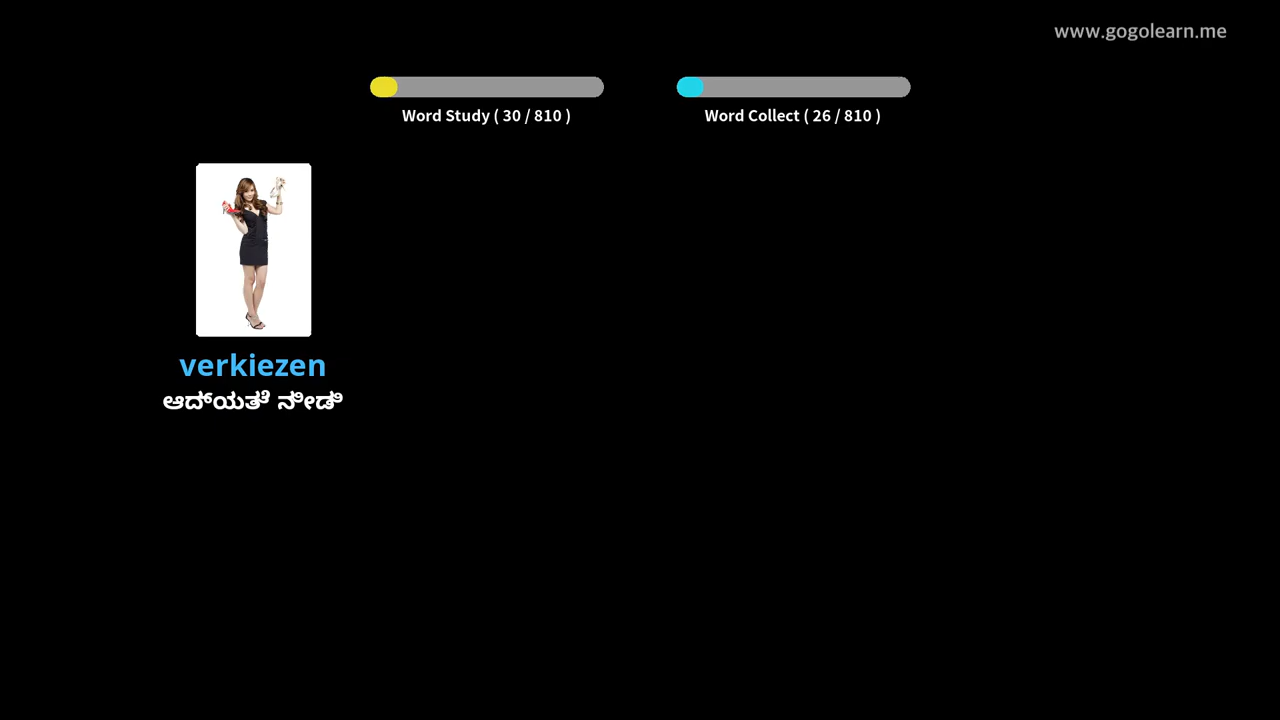 www.gogolearn.me
Word Study ( 30 / 810 )
Word Collect ( 26 / 810 )
verkiezen
ಆದ್ಯತೆ ನೀಡಿ